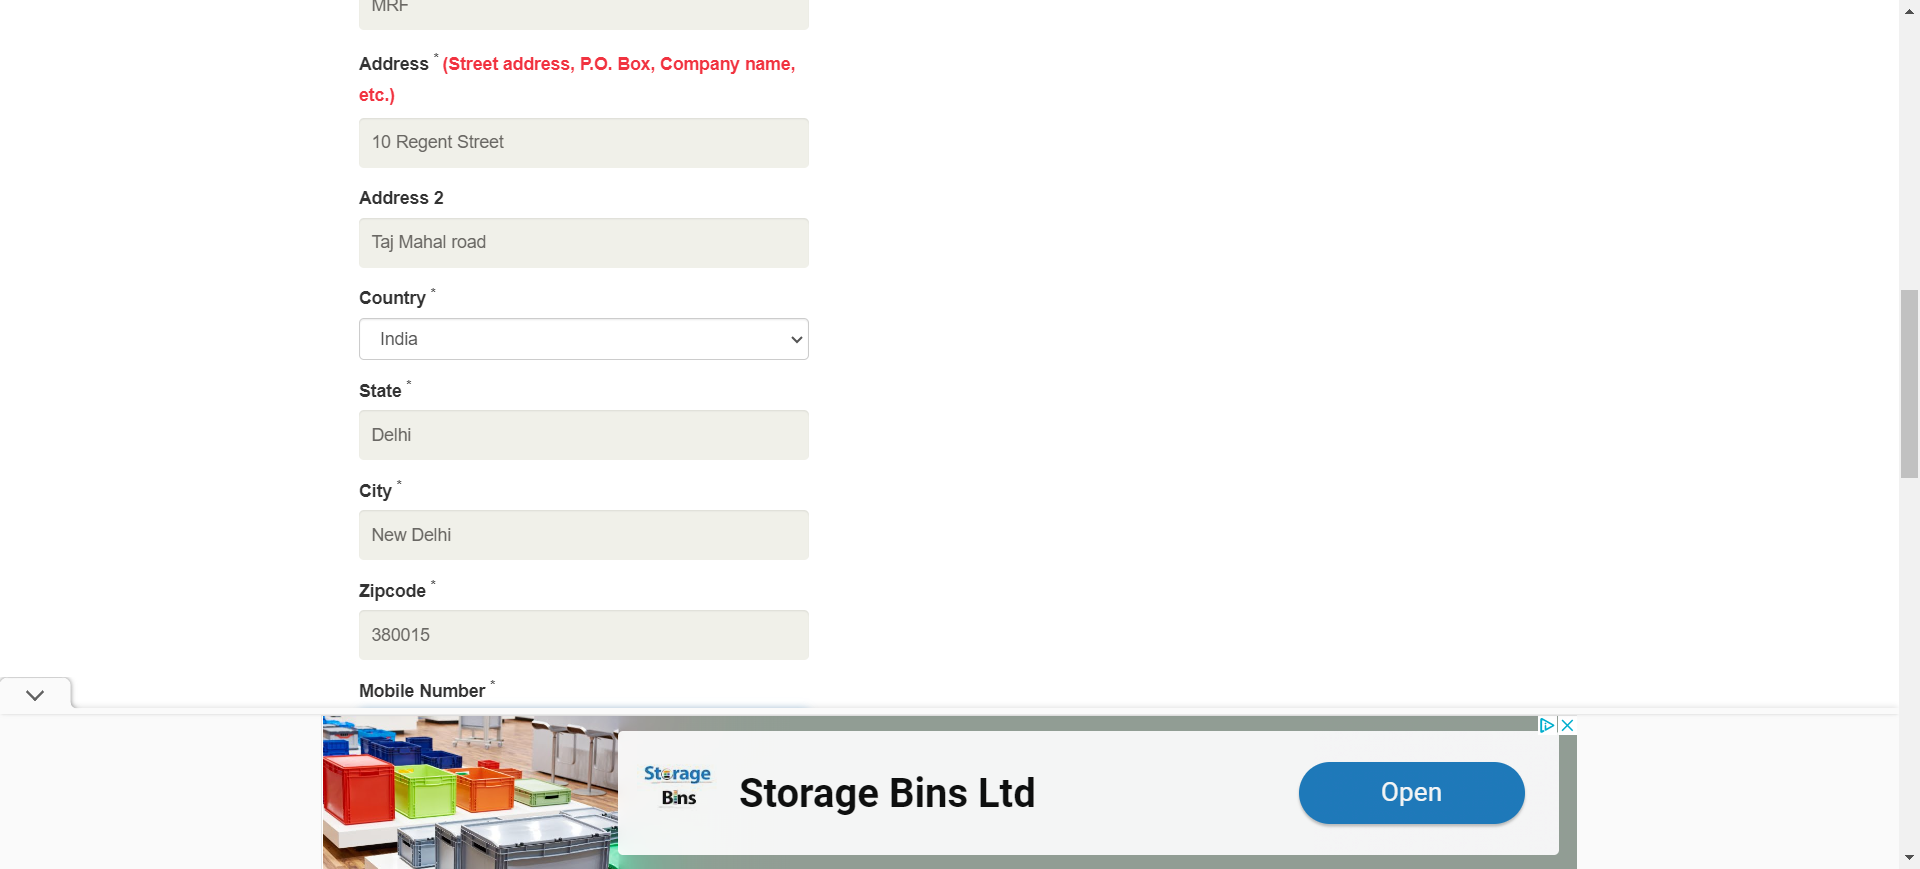 MRF
Address * (Street address, P.O. Box, Company name,
etc.)
10 Regent Street
Address 2
Taj Mahal road
Country *
India
State *
Delhi
City *
New Delhi
Zipcode *
380015
Mobile Number *
Storage
Bins
Storage Bins Ltd
Open